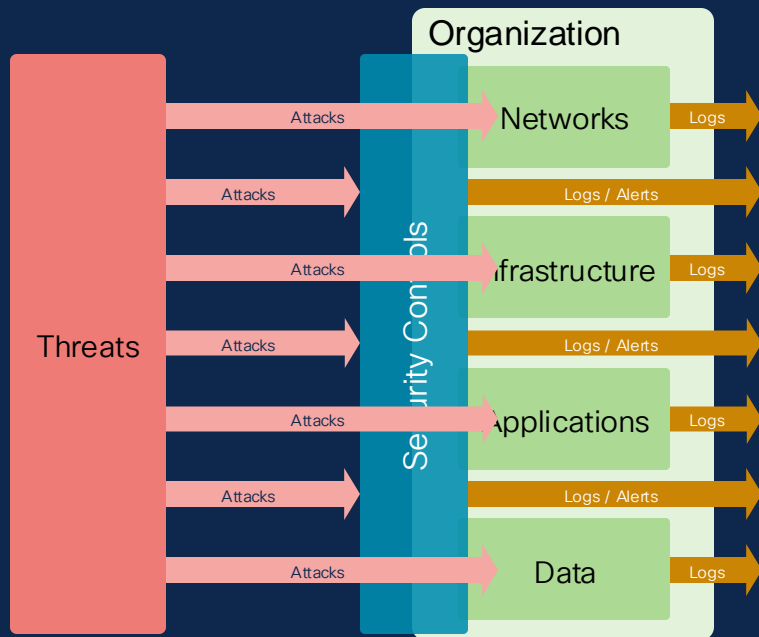 Organization
Attacks
Networks
Logs
Attacks
Logs / Alerts
Attacks
nfrastructure
Logs
Threats
Security Controls
Attacks
Logs / Alerts
Attacks
Applications
Logs
Attacks
Logs / Alerts
Attacks
Data
Logs